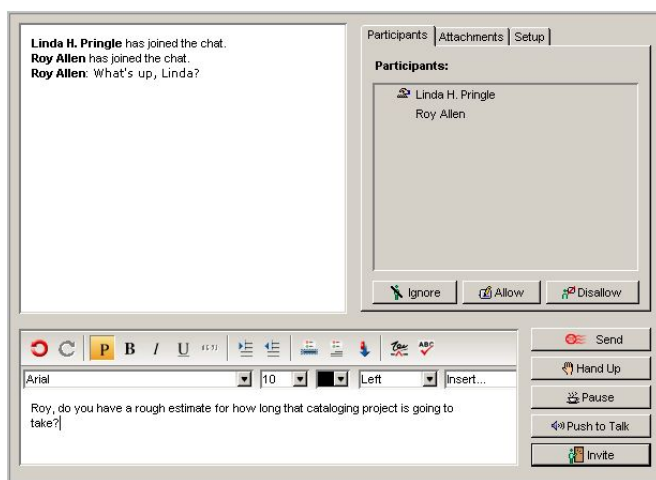 Linda H. Pringle has joined the chat.
Roy Allen has joined the chat.
Roy Allen: What's up, Linda?
Participants Attachments Setup
Participants:
Linda H. Pringle
Roy Allen
Ignore Allow Disallow
P B I U
ABC
Arial 10 Left Insert...
Roy, do you have a rough estimate for how long that cataloging project is going to
take?
Send
Hand Up
Pause
Push to Talk
Invite